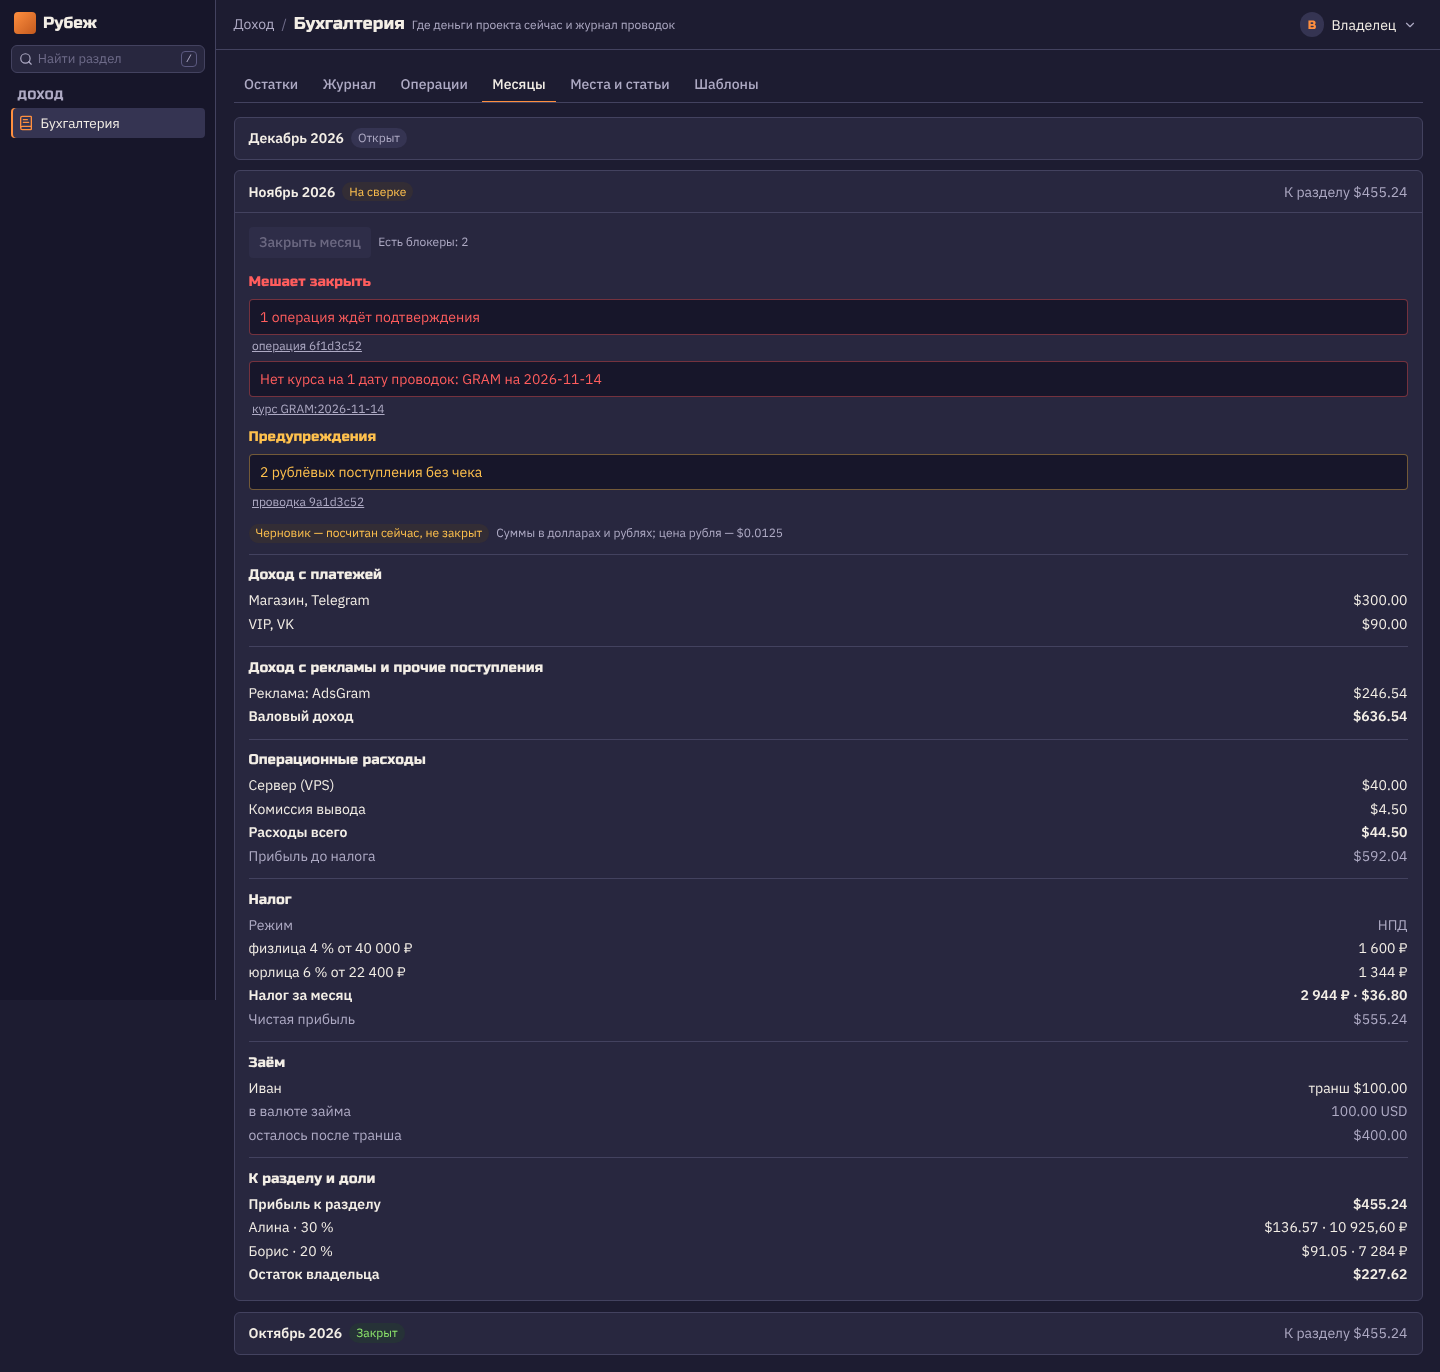 Рубеж
Найти раздел /
ДОХОД
Бухгалтерия
Доход / Бухгалтерия Где деньги проекта сейчас и журнал проводок
В Владелец
Остатки Журнал Операции Месяцы Места и статьи Шаблоны
Декабрь 2026 Открыт
Ноябрь 2026 На сверке К разделу $455.24
Закрыть месяц Есть блокеры: 2
Мешает закрыть
1 операция ждёт подтверждения
операция 6f1d3c52
Нет курса на 1 дату проводок: GRAM на 2026-11-14
курс GRAM:2026-11-14
Предупреждения
2 рублёвых поступления без чека
проводка 9a1d3c52
Черновик — посчитан сейчас, не закрыт Суммы в долларах и рублях; цена рубля — $0.0125
Доход с платежей
Магазин, Telegram $300.00
VIP, VK $90.00
Доход с рекламы и прочие поступления
Реклама: AdsGram $246.54
Валовый доход $636.54
Операционные расходы
Сервер (VPS) $40.00
Комиссия вывода $4.50
Расходы всего $44.50
Прибыль до налога $592.04
Налог
Режим НПД
физлица 4 % от 40 000 ₽ 1 600 ₽
юрлица 6 % от 22 400 ₽ 1 344 ₽
Налог за месяц 2 944 ₽ · $36.80
Чистая прибыль $555.24
Заём
Иван транш $100.00
в валюте займа 100.00 USD
осталось после транша $400.00
К разделу и доли
Прибыль к разделу $455.24
Алина · 30 % $136.57 · 10 925,60 ₽
Борис · 20 % $91.05 · 7 284 ₽
Остаток владельца $227.62
Октябрь 2026 Закрыт К разделу $455.24